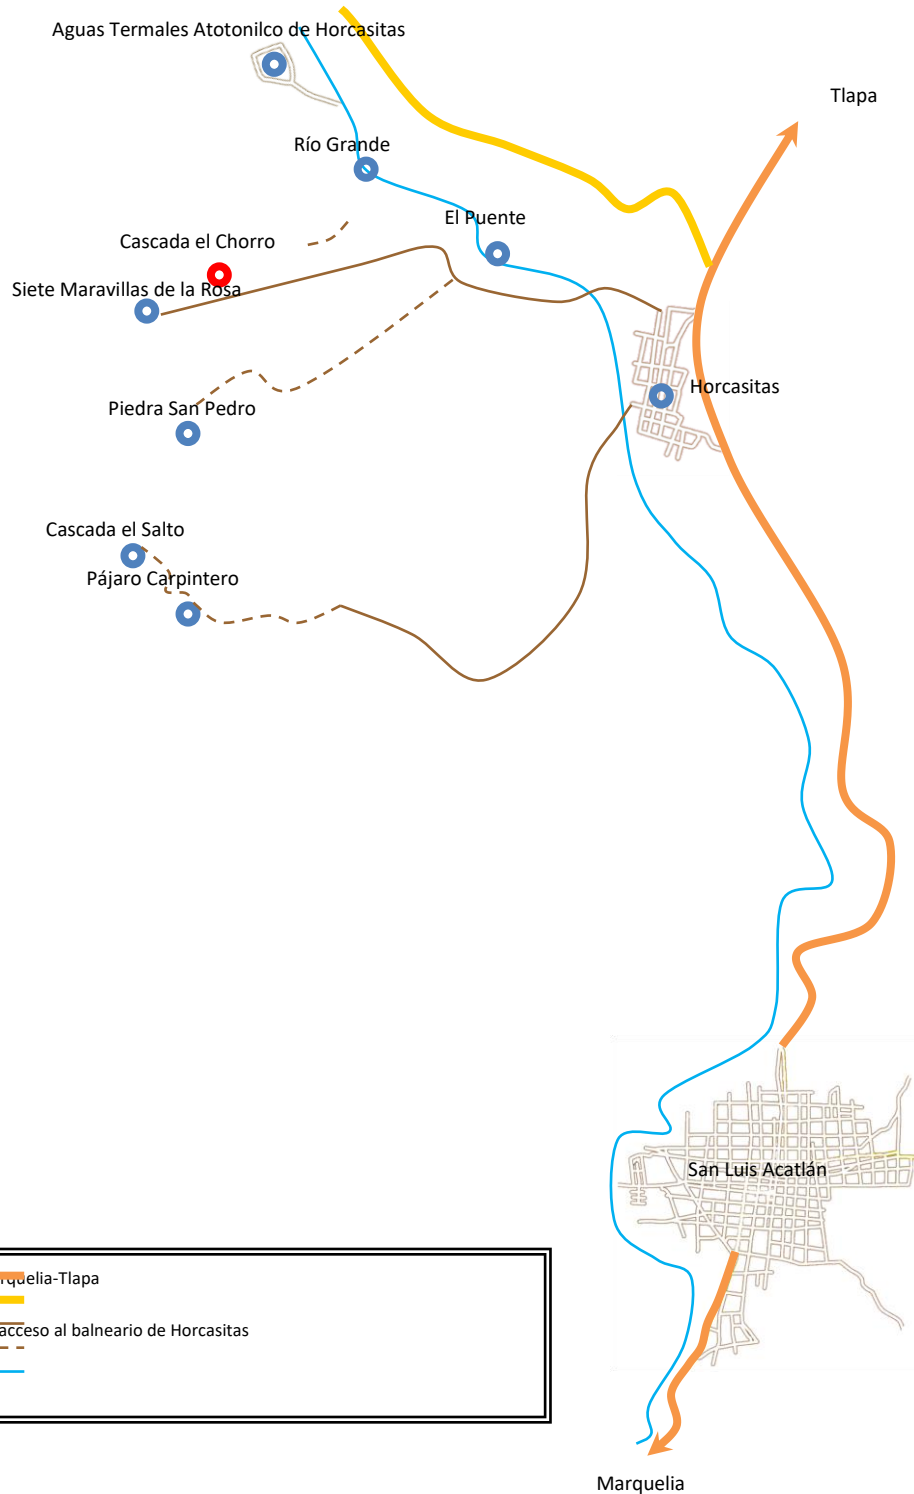 Aguas Termales Atotonilco de Horcasitas
Tlapa
Río Grande
El Puente
Cascada el Chorro
Siete Maravillas de la Rosa
Horcasitas
Piedra San Pedro
Cascada el Salto
Pájaro Carpintero
San Luis Acatlán
rquelia-Tlapa
acceso al balneario de Horcasitas
Marquelia